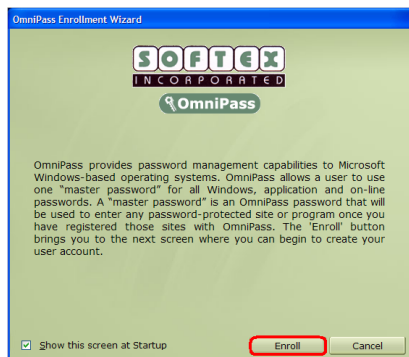 OmniPass Enrollment Wizard
SOFTEX
INCORPORATED
OmniPass
OmniPass provides password management capabilities to Microsoft
Windows-based operating systems. OmniPass allows a user to use
one “master password” for all Windows, application and on-line
passwords. A “master password” is an OmniPass password that will
be used to enter any password-protected site or program once you
have registered those sites with OmniPass. The 'Enroll' button
brings you to the next screen where you can begin to create your
user account.
Show this screen at Startup
Enroll
Cancel